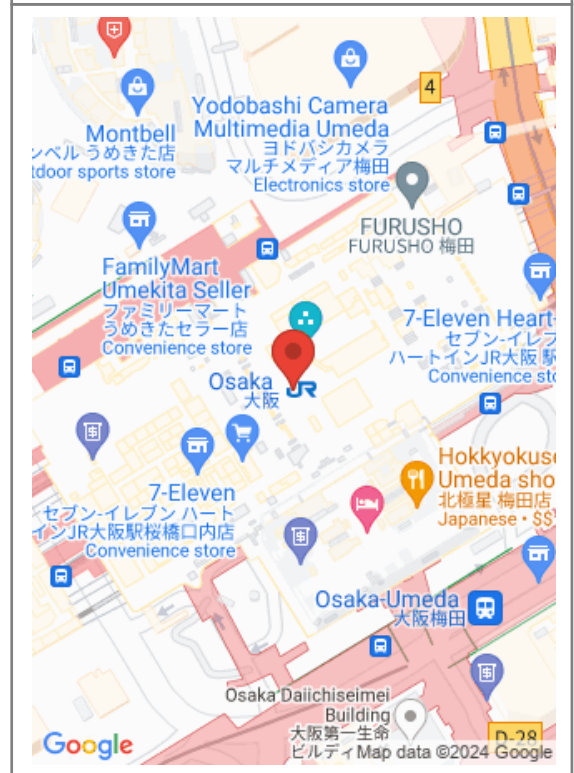 4
Yodobashi Camera
Multimedia Umeda
ヨドバシカメラ
マルチメディア梅田
Electronics store
Montbell
ンベル うめきた店
tdoor sports store
FURUSHO
FURUSHO 梅田
FamilyMart
Umekita Seller
ファミリーマート
うめきたセラー店
Convenience store
7-Eleven Heart-
セブン-イレブ
ハートインJR大阪 駅
Convenience sto
Osaka
大阪
JR
Hokkyokuse
Umeda sho
北極星 梅田店
Japanese • $$
7-Eleven
セブン-イレブン ハート
インJR大阪駅桜橋口内店
Convenience store
Osaka-Umeda
大阪梅田
Osaka Daiichiseimei
Building
大阪第一生命
ビルディ
D-28
Google
Map data ©2024 Google